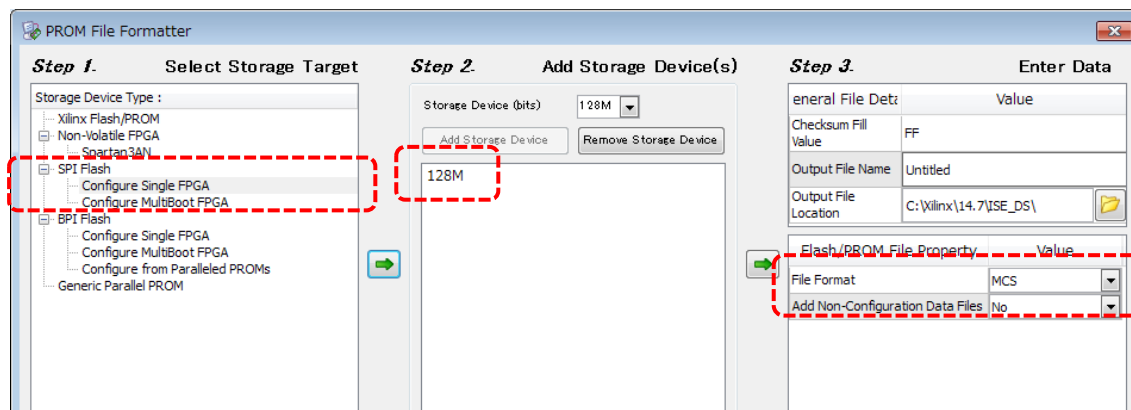 PROM File Formatter
Step 1. Select Storage Target
Storage Device Type :
Xilinx Flash/PROM
Non-Volatile FPGA
Spartan3AN
SPI Flash
Configure Single FPGA
Configure MultiBoot FPGA
BPI Flash
Configure Single FPGA
Configure MultiBoot FPGA
Configure from Paralleled PROMs
Generic Parallel PROM
Step 2. Add Storage Device(s)
Storage Device (bits) 128M
Add Storage Device Remove Storage Device
128M
Step 3. Enter Data
eneral File Deta Value
Checksum Fill
Value FF
Output File Name Untitled
Output File
Location C:\Xilinx\14.7\ISE_DS\
Flash/PROM File Property Value
File Format MCS
Add Non-Configuration Data Files No